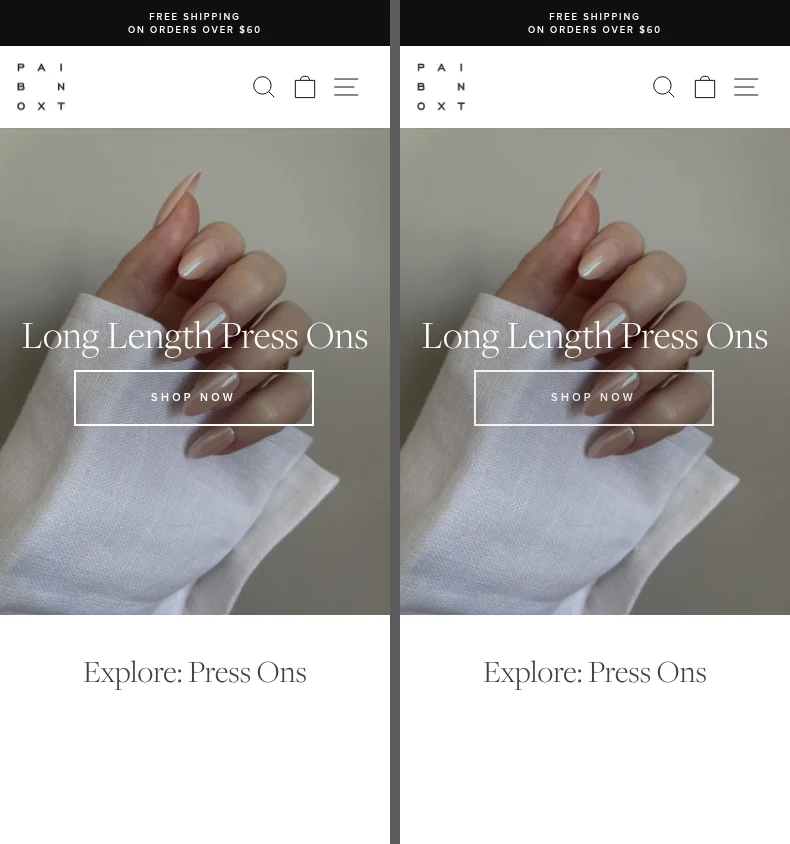 FREE SHIPPING
ON ORDERS OVER $60
P A I
B N
O X T
Long Length Press Ons
SHOP NOW
Explore: Press Ons
FREE SHIPPING
ON ORDERS OVER $60
P A I
B N
O X T
Long Length Press Ons
SHOP NOW
Explore: Press Ons